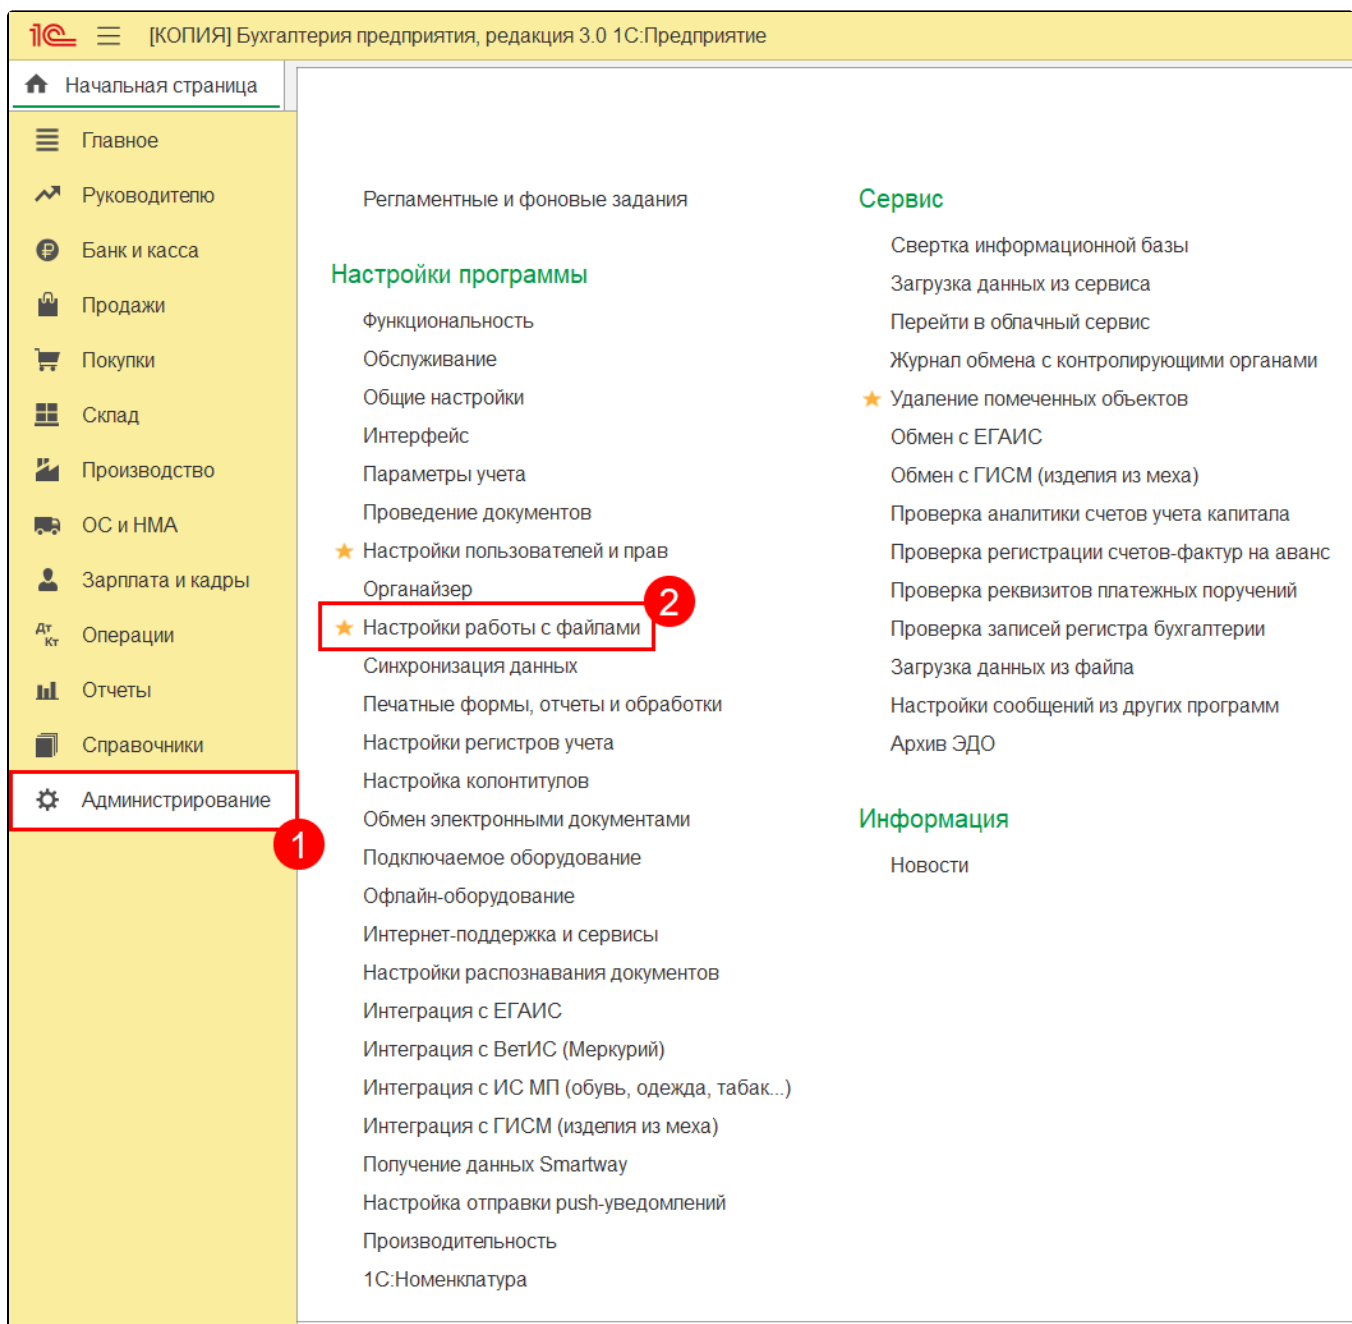 1С [КОПИЯ] Бухгалтерия предприятия, редакция 3.0 1С:Предприятие
Начальная страница
Главное
Руководителю
Банк и касса
Продажи
Покупки
Склад
Производство
ОС и НМА
Зарплата и кадры
Дт
Кт
Операции
Отчеты
Справочники
Администрирование
1
Регламентные и фоновые задания
Настройки программы
Функциональность
Обслуживание
Общие настройки
Интерфейс
Параметры учета
Проведение документов
Настройки пользователей и прав
Органайзер
2
Настройки работы с файлами
Синхронизация данных
Печатные формы, отчеты и обработки
Настройки регистров учета
Настройка колонтитулов
Обмен электронными документами
Подключаемое оборудование
Офлайн-оборудование
Интернет-поддержка и сервисы
Настройки распознавания документов
Интеграция с ЕГАИС
Интеграция с ВетИС (Меркурий)
Интеграция с ИС МП (обувь, одежда, табак...)
Интеграция с ГИСМ (изделия из меха)
Получение данных Smartway
Настройка отправки push-уведомлений
Производительность
1С:Номенклатура
Сервис
Свертка информационной базы
Загрузка данных из сервиса
Перейти в облачный сервис
Журнал обмена с контролирующими органами
Удаление помеченных объектов
Обмен с ЕГАИС
Обмен с ГИСМ (изделия из меха)
Проверка аналитики счетов учета капитала
Проверка регистрации счетов-фактур на аванс
Проверка реквизитов платежных поручений
Проверка записей регистра бухгалтерии
Загрузка данных из файла
Настройки сообщений из других программ
Архив ЭДО
Информация
Новости